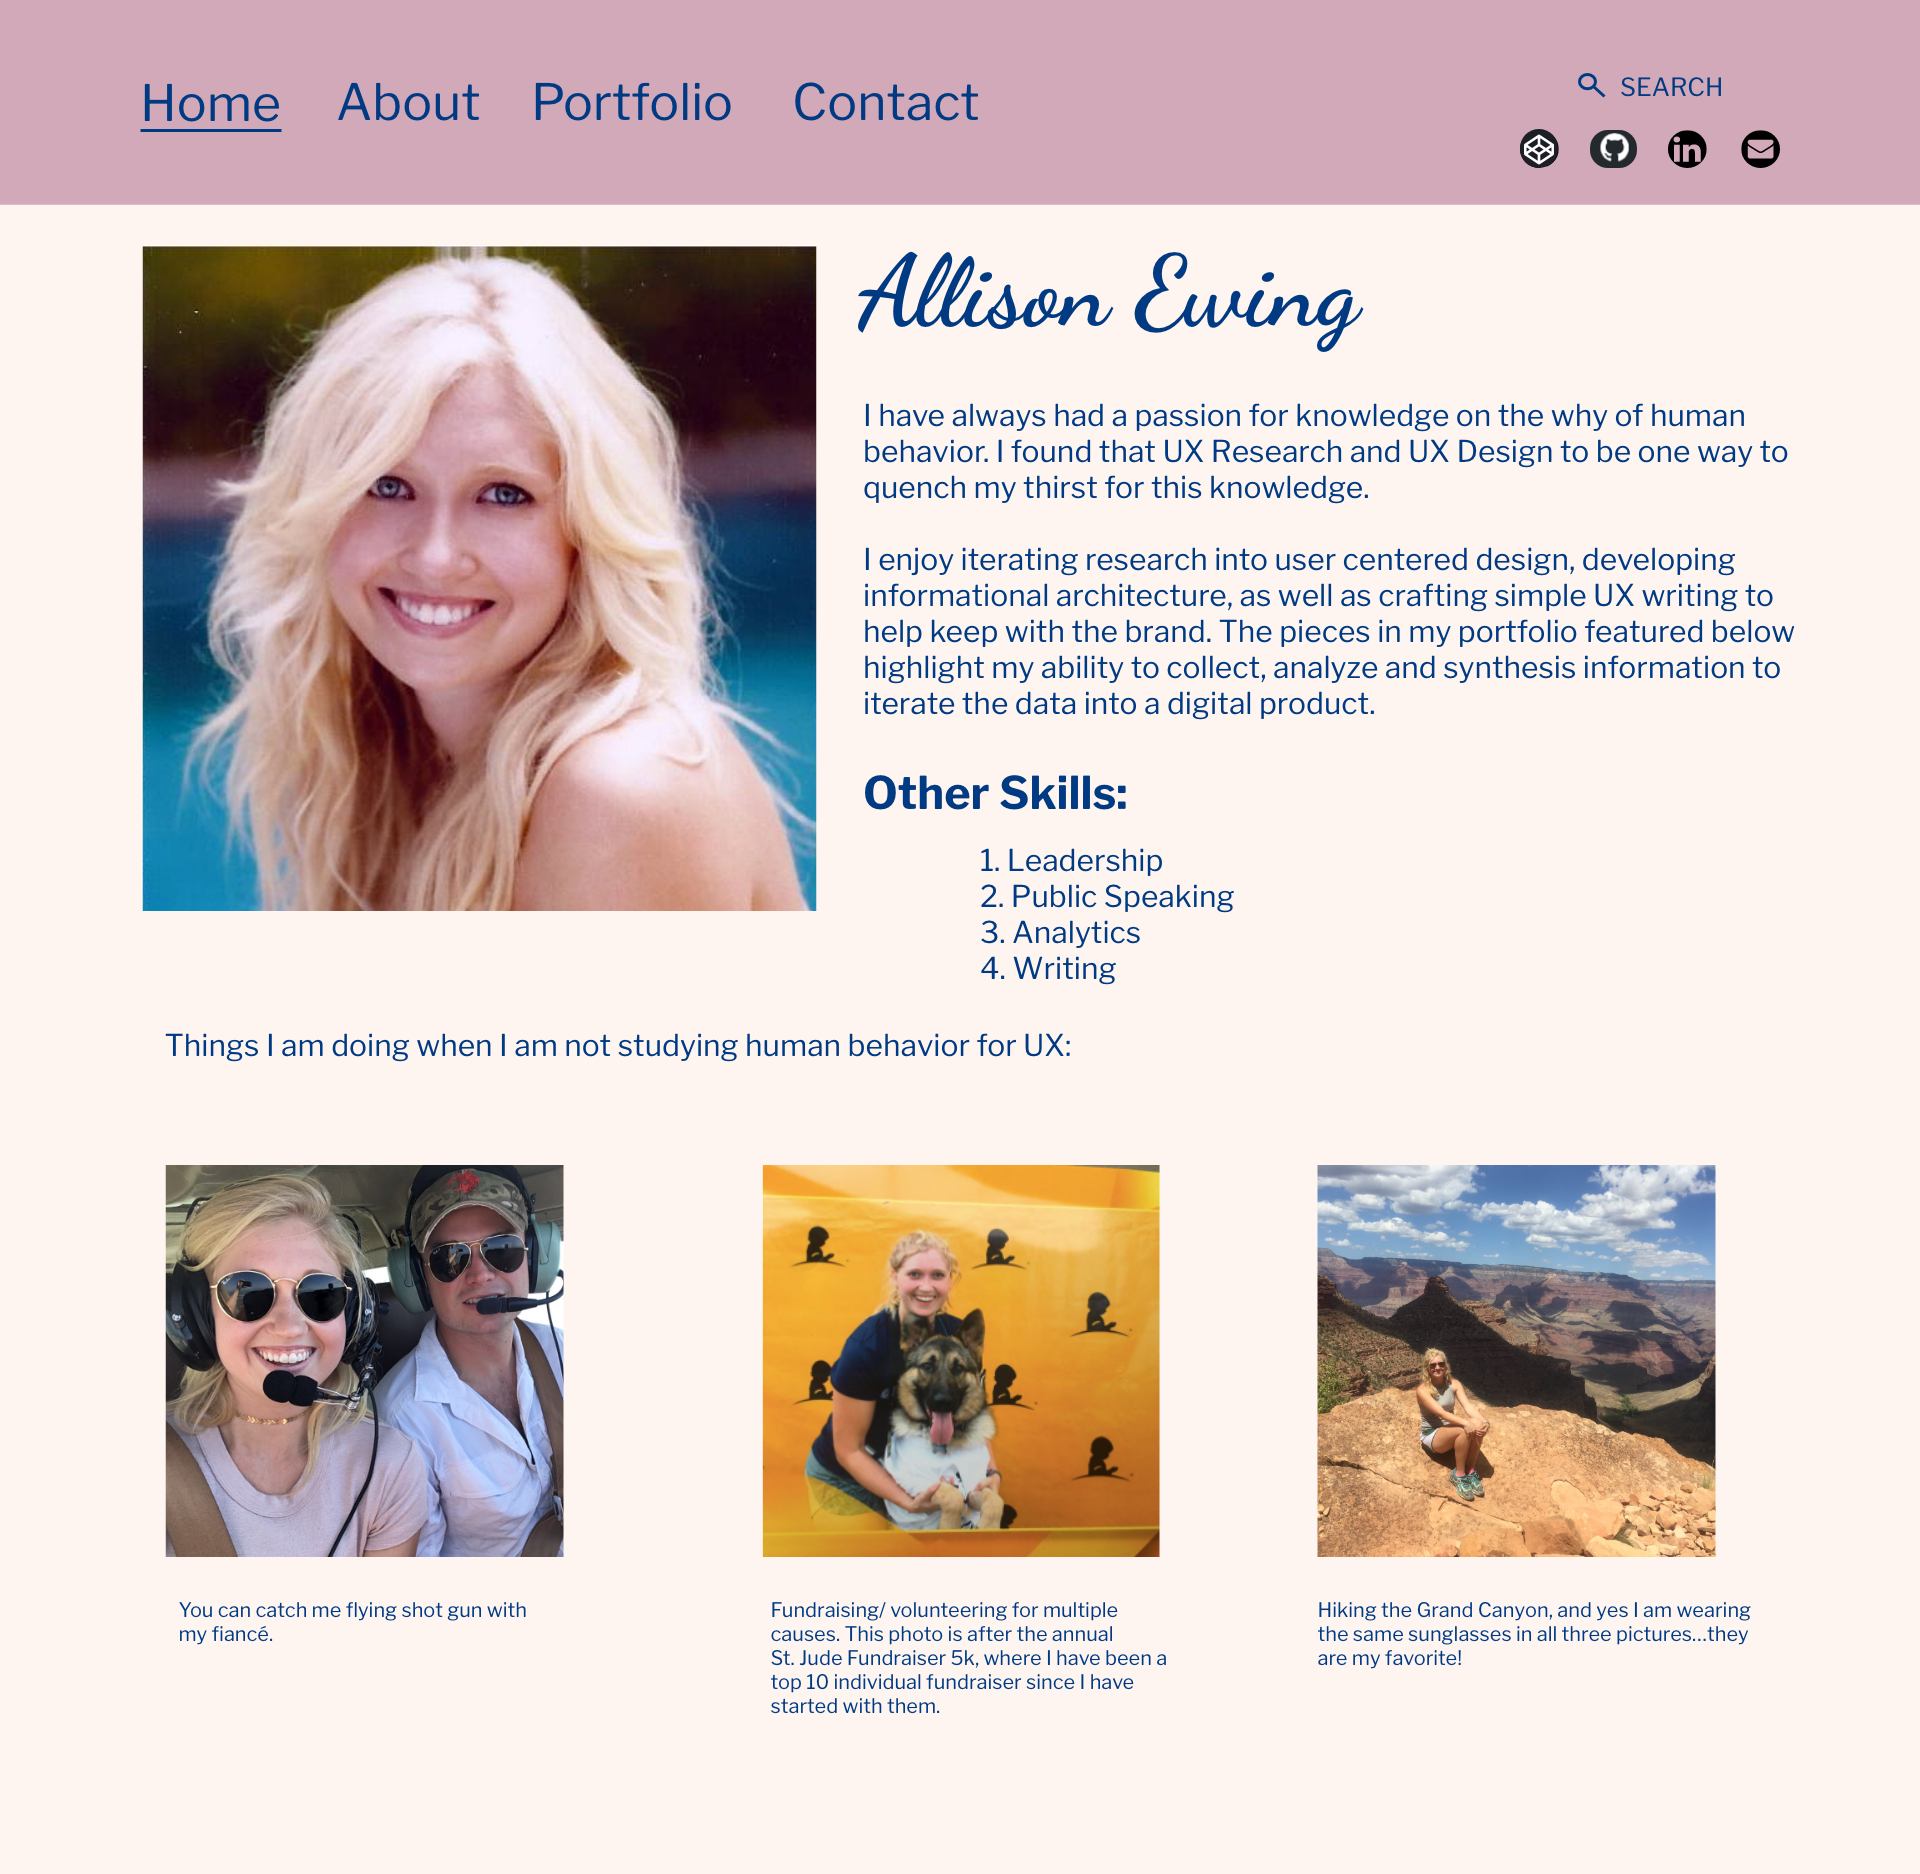 Home About Portfolio Contact
SEARCH
in
Allison Ewing
I have always had a passion for knowledge on the why of human
behavior. I found that UX Research and UX Design to be one way to
quench my thirst for this knowledge.
I enjoy iterating research into user centered design, developing
informational architecture, as well as crafting simple UX writing to
help keep with the brand. The pieces in my portfolio featured below
highlight my ability to collect, analyze and synthesis information to
iterate the data into a digital product.
Other Skills:
1. Leadership
2. Public Speaking
3. Analytics
4. Writing
Things I am doing when I am not studying human behavior for UX:
You can catch me flying shot gun with
my fiancé.
Fundraising/ volunteering for multiple
causes. This photo is after the annual
St. Jude Fundraiser 5k, where I have been a
top 10 individual fundraiser since I have
started with them.
Hiking the Grand Canyon, and yes I am wearing
the same sunglasses in all three pictures...they
are my favorite!